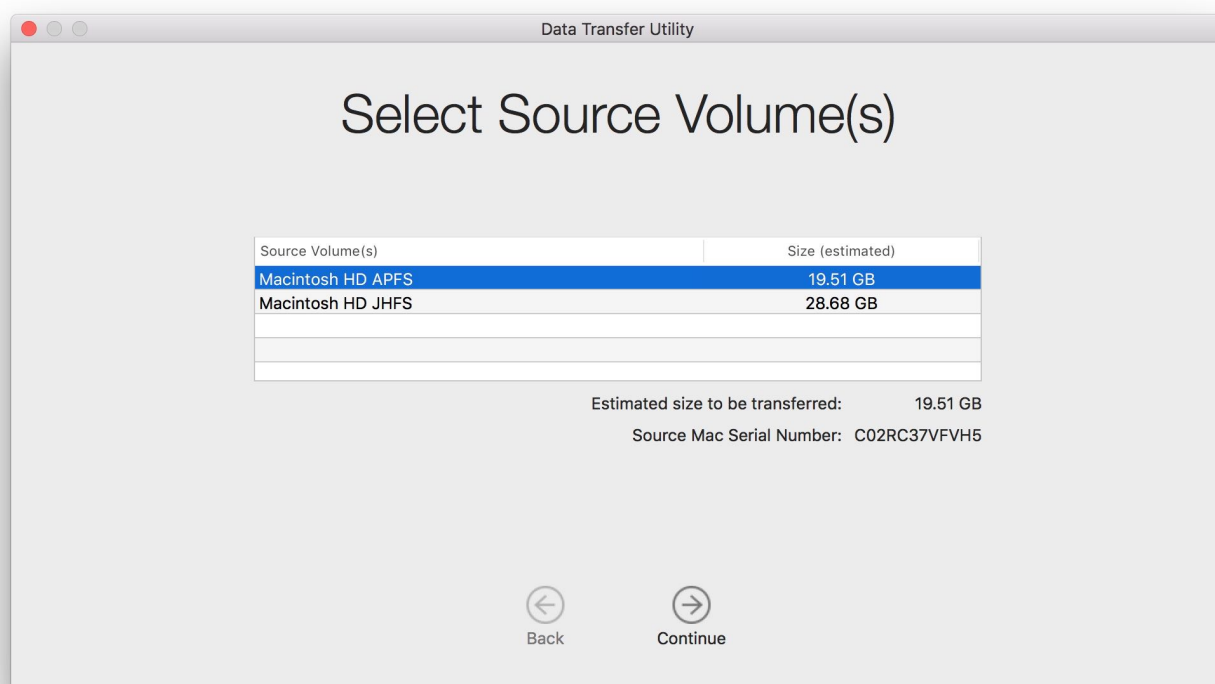 Data Transfer Utility
Select Source Volume(s)
Source Volume(s) Size (estimated)
Macintosh HD APFS 19.51 GB
Macintosh HD JHFS 28.68 GB
Estimated size to be transferred: 19.51 GB
Source Mac Serial Number: C02RC37VFVH5
Back Continue